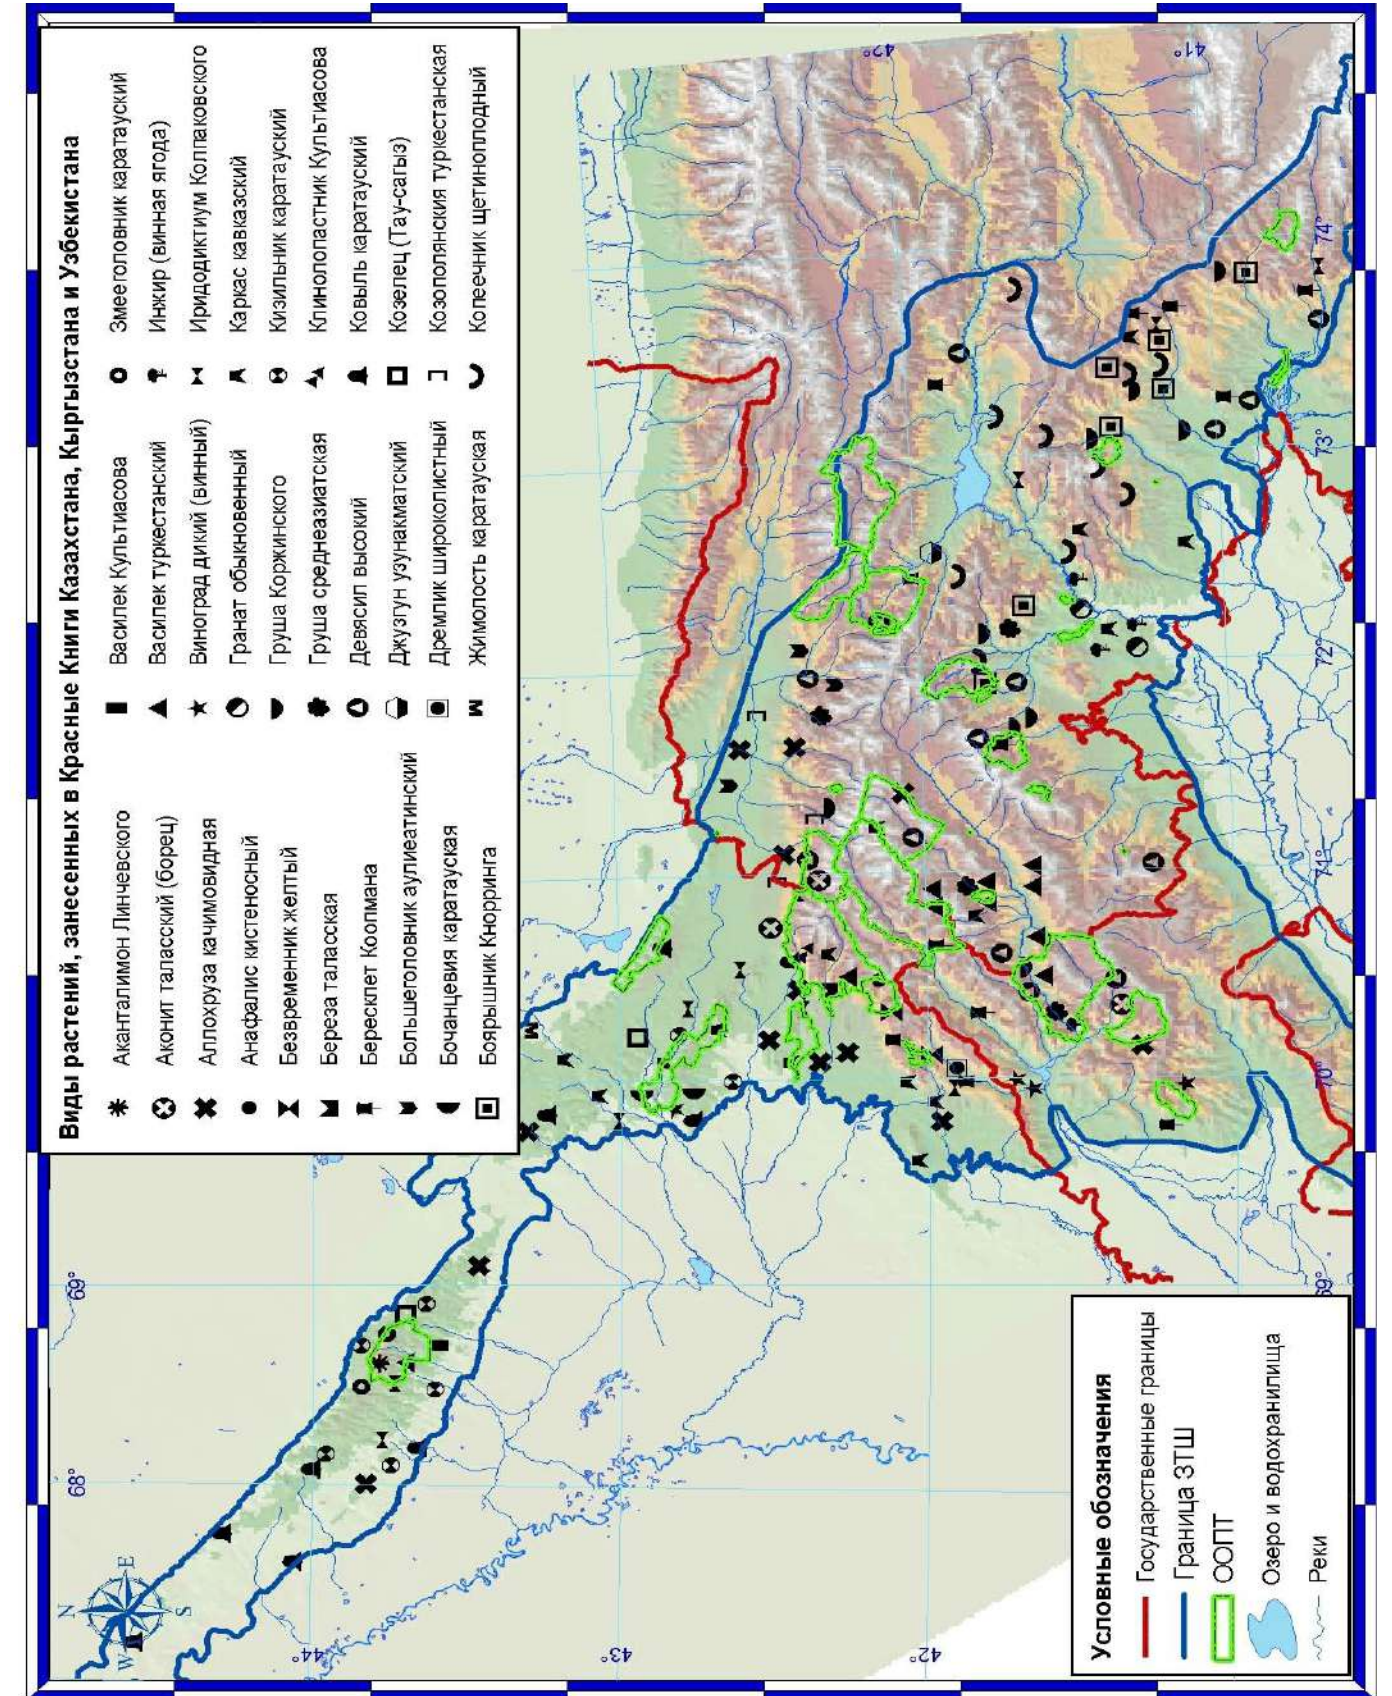 Виды растений, занесенных в Красные Книги Казахстана, Кыргызстана и Узбекистана
Акантaлимон Линчевского
Аконит таласский (борец)
Аллохруза качимовидная
Анафалис кистеносный
Безвременник желтый
Береза таласская
Бересклет Коопмана
Большеголовник аулиеатинский
Бочанцевия каратауская
Боярышник Кнорринга
Василек Культиасова
Василек туркестанский
Виноград дикий (винный)
Гранат обыкновенный
Груша Коржинского
Груша среднеазиатская
Девясил высокий
Джузгун узунакматский
Дремлик широколистный
Жимолость каратауская
Змееголовник каратауский
Инжир (винная ягода)
Иридодиктиум Колпаковского
Каркас кавказский
Кизильник каратауский
Клинолопастник Культиасова
Ковыль каратауский
Козелец (Тау-сагыз)
Козополянския туркестанская
Копеечник щетиноплодный
N
W
E
S
68°
69°
44°
43°
42°
42°
41°
69°
70°
71°
72°
73°
74°
Условные обозначения
Государственные границы
Граница ЗТШ
ООПТ
Озеро и водохранилища
Реки